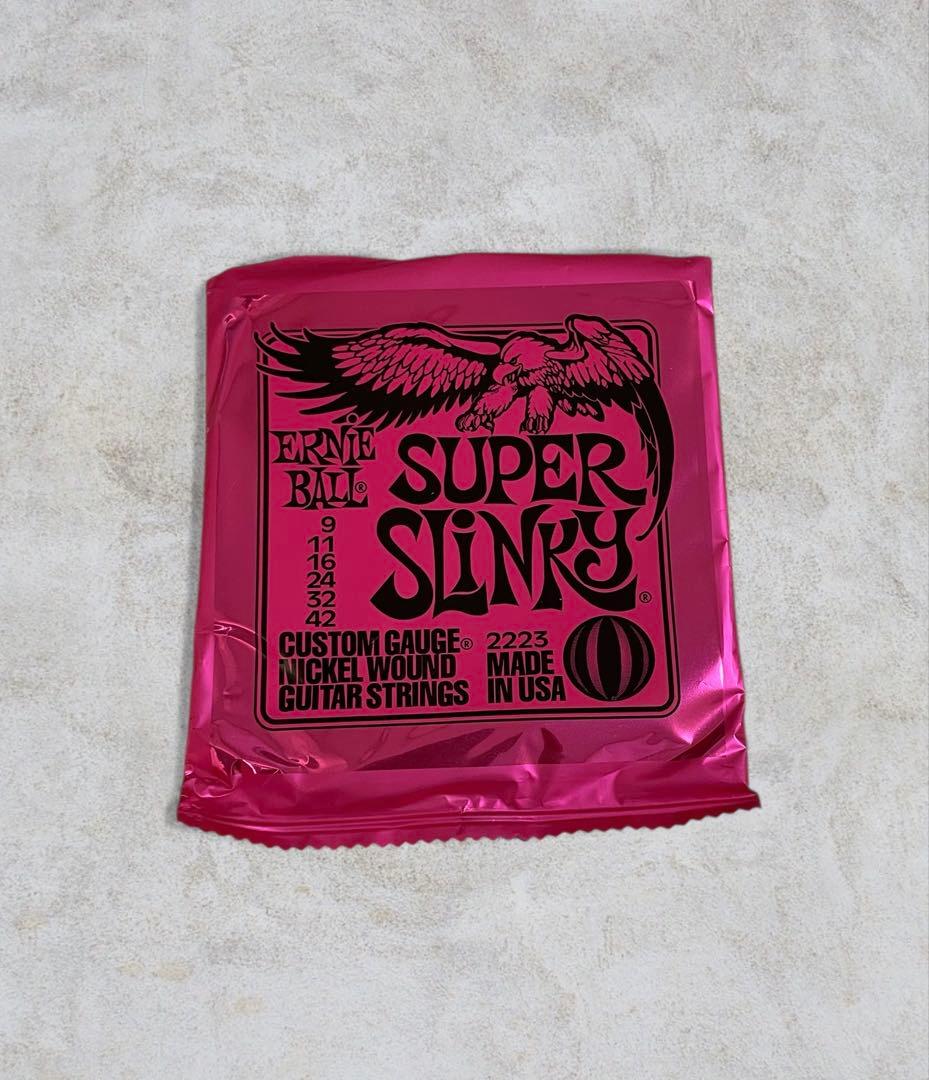 ERNIE
BALL®
SUPER
SLINKY®
9
11
16
24
32
42
CUSTOM GAUGE®
NICKEL WOUND
GUITAR STRINGS
2223
MADE
IN USA